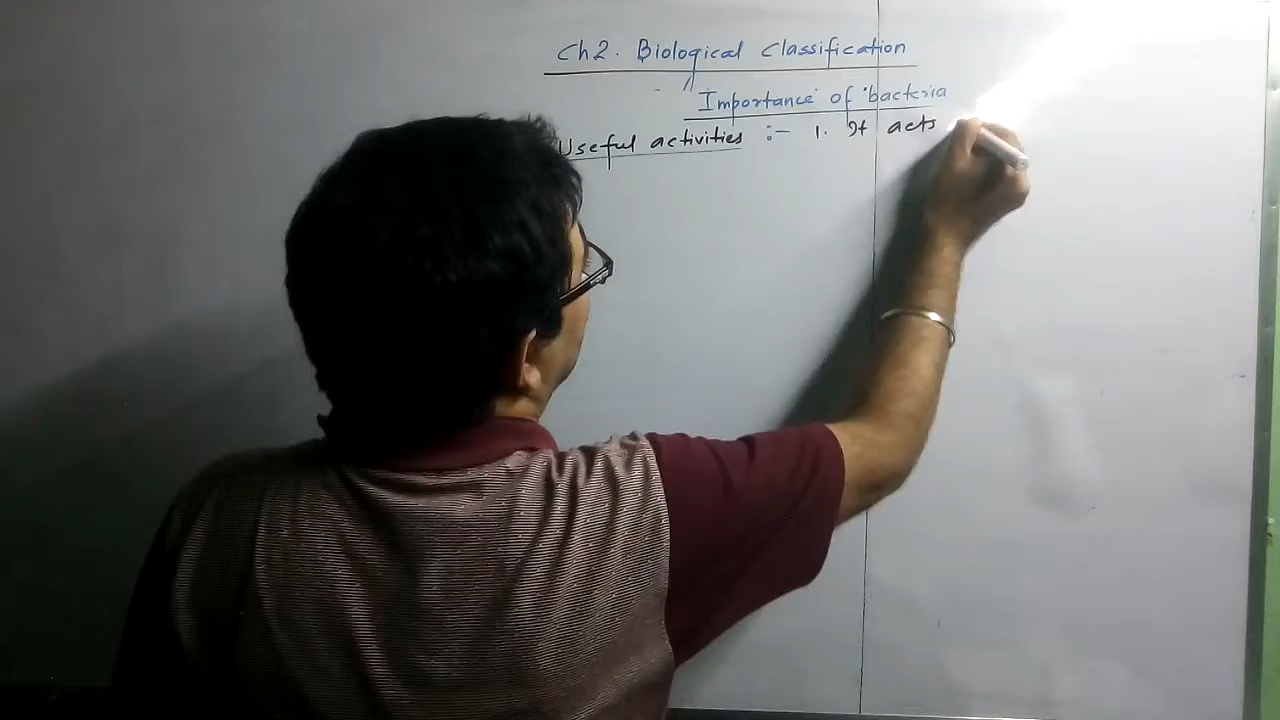 Ch2. Biological Classification
Importance of bacteria
Useful activities :- 1. It acts